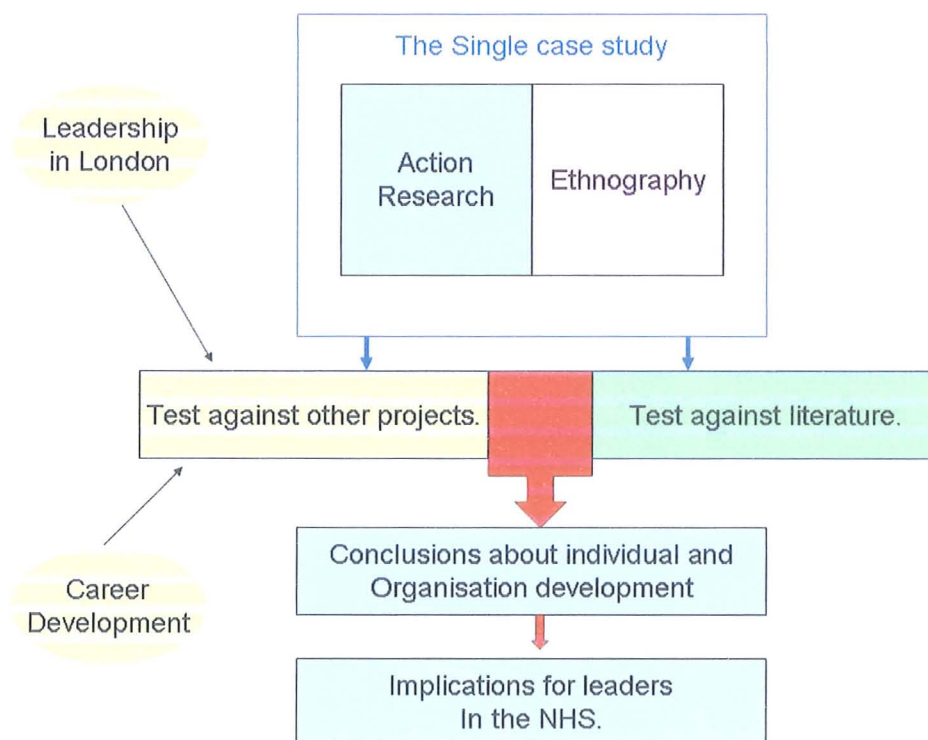 The Single case study
Leadership
in London
Action
Research
Ethnography
Test against other projects.
Test against literature.
Conclusions about individual and
Organisation development
Career
Development
Implications for leaders
In the NHS.